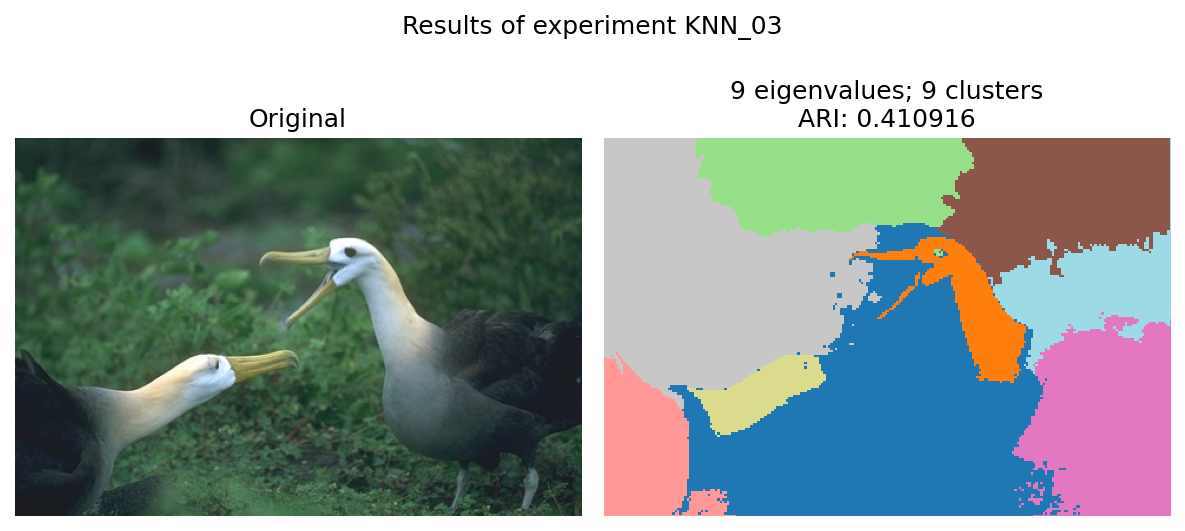 Results of experiment KNN_03
Original
9 eigenvalues; 9 clusters
ARI: 0.410916